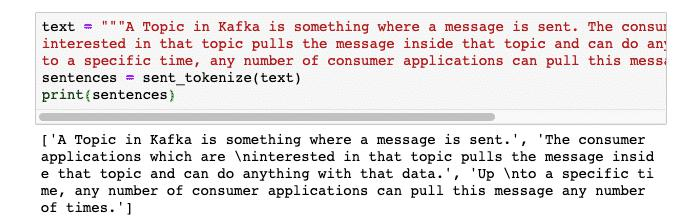 text = """A Topic in Kafka is something where a message is sent. The consu
interested in that topic pulls the message inside that topic and can do an
to a specific time, any number of consumer applications can pull this mess
sentences = sent_tokenize(text)
print(sentences)
['A Topic in Kafka is something where a message is sent.', 'The consumer
applications which are \ninterested in that topic pulls the message insid
e that topic and can do anything with that data.', 'Up \nto a specific ti
me, any number of consumer applications can pull this message any number
of times.']